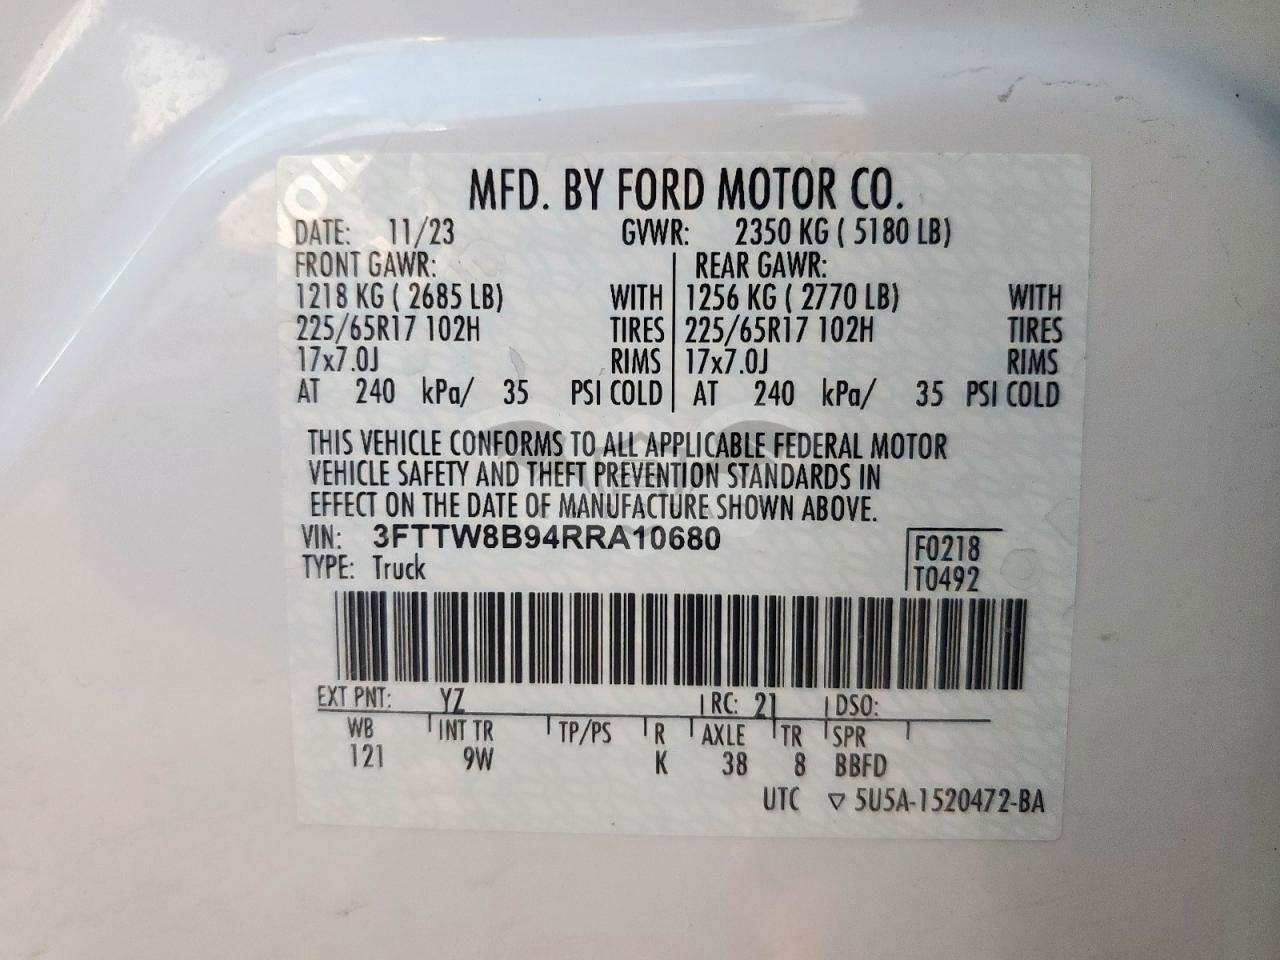 MFD. BY FORD MOTOR CO.
DATE: 11/23 GVWR: 2350 KG ( 5180 LB)
FRONT GAWR: REAR GAWR:
1218 KG ( 2685 LB) WITH 1256 KG ( 2770 LB) WITH
225/65R17 102H TIRES 225/65R17 102H TIRES
17x7.0J RIMS 17x7.0J RIMS
AT 240 kPa/ 35 PSI COLD AT 240 kPa/ 35 PSI COLD
THIS VEHICLE CONFORMS TO ALL APPLICABLE FEDERAL MOTOR
VEHICLE SAFETY AND THEFT PREVENTION STANDARDS IN
EFFECT ON THE DATE OF MANUFACTURE SHOWN ABOVE.
VIN: 3FTTW8B94RRA10680 F0218
TYPE: Truck T0492
EXT PNT: YZ RC: 21 DSO:
WB INT TR TP/PS R AXLE TR SPR
121 9W K 38 8 BBFD
UTC ▽ 5U5A-1520472-BA